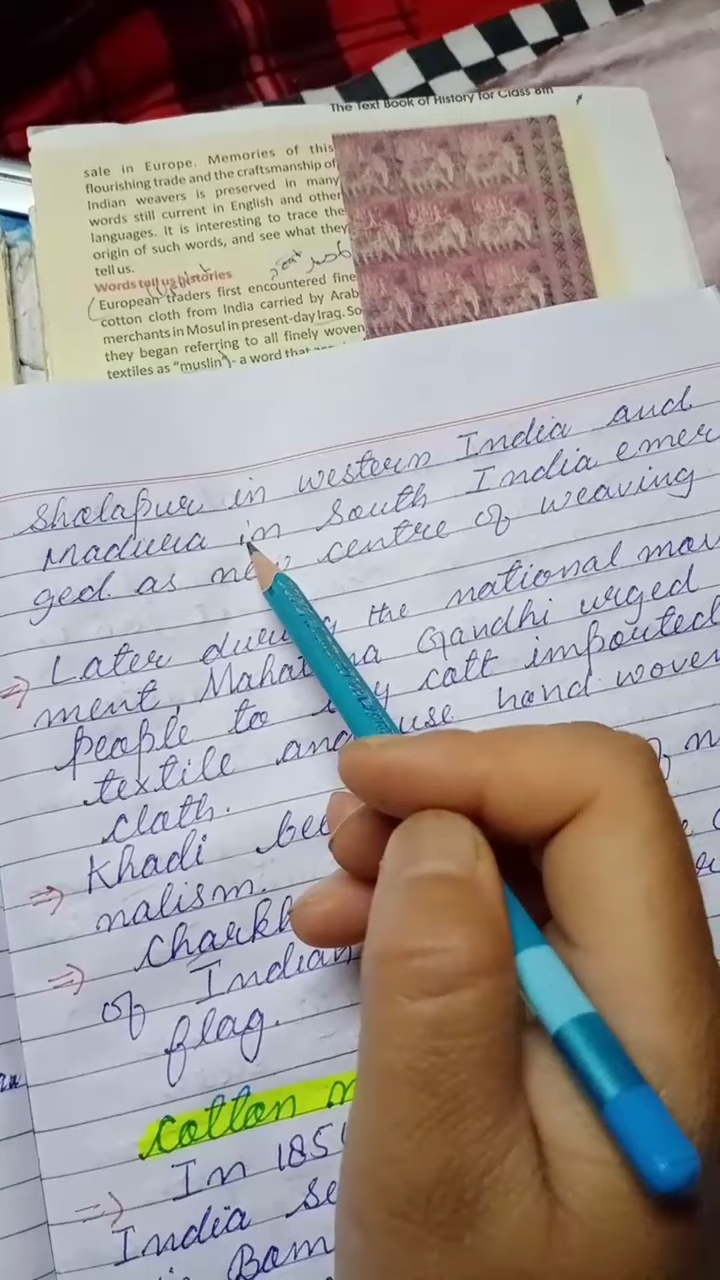 The Text Book of History for Class 8th
sale in Europe. Memories of this
flourishing trade and the craftsmanship of
Indian weavers is preserved in many
words still current in English and other
languages. It is interesting to trace the
origin of such words, and see what they
tell us.
Words tell us histories
European traders first encountered fine
cotton cloth from India carried by Arab
merchants in Mosul in present-day Iraq. So
they began referring to all finely woven
textiles as "muslin" - a word that
Sholapur in western India and
Madura in South India emer
ged as new centre of weaving
⇒ Later during the national mov
ment, Mahatma Gandhi urged
people to cott imported
textile and use hand woven
cloth.
⇒ Khadi
nalism.
⇒
of Indian
flag.
cotton
⇒ In 185
India se
in Bom